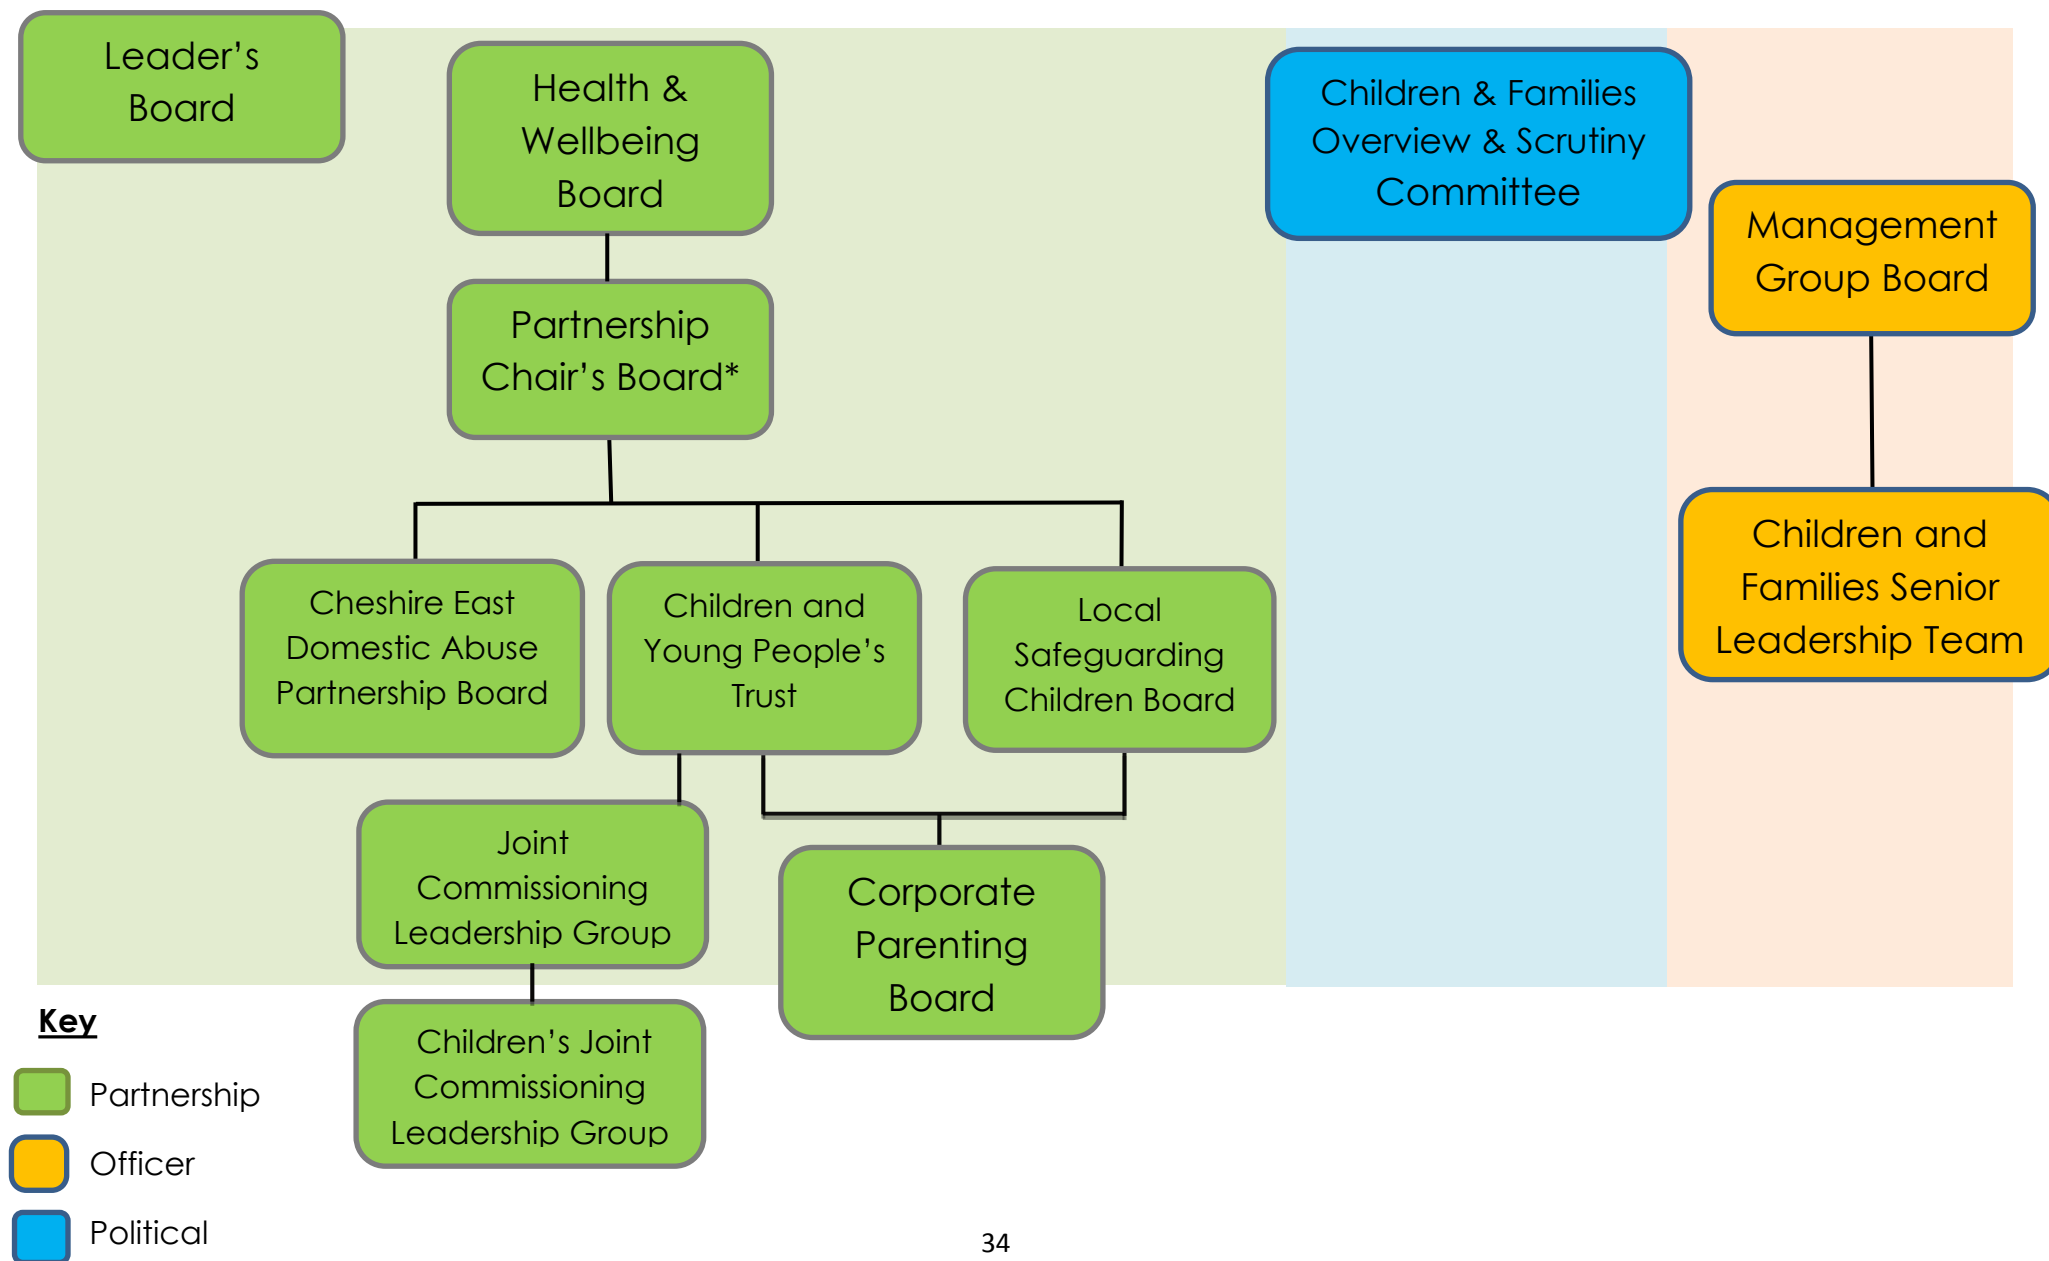 Leader’s
Board
Health &
Wellbeing
Board
Children & Families
Overview & Scrutiny
Committee
Management
Group Board
Partnership
Chair’s Board*
Children and
Families Senior
Leadership Team
Cheshire East
Domestic Abuse
Partnership Board
Children and
Young People’s
Trust
Local
Safeguarding
Children Board
Joint
Commissioning
Leadership Group
Corporate
Parenting
Board
Children’s Joint
Commissioning
Leadership Group
Key
Partnership
Officer
Political
34